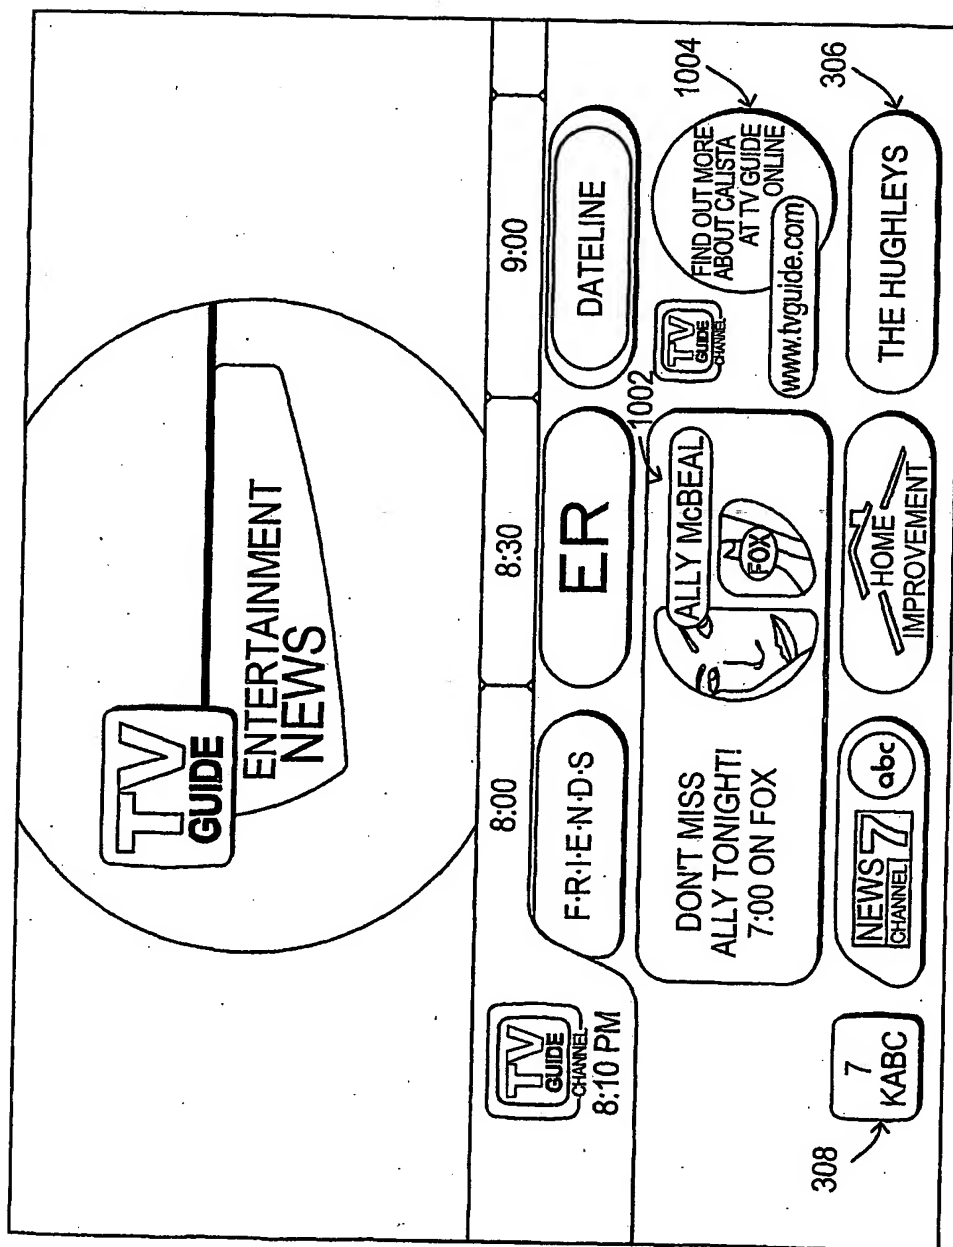 TV
GUIDE
ENTERTAINMENT
NEWS
TV
GUIDE
CHANNEL
8:10 PM
8:00
8:30
9:00
F·R·I·E·N·D·S
ER
DATELINE
DON'T MISS
ALLY TONIGHT!
7:00 ON FOX
ALLY McBEAL
FOX
1002
TV
GUIDE
CHANNEL
FIND OUT MORE
ABOUT CALISTA
AT TV GUIDE
ONLINE
www.tvguide.com
1004
308
7
KABC
NEWS 7
CHANNEL
abc
HOME
IMPROVEMENT
THE HUGHLEYS
306